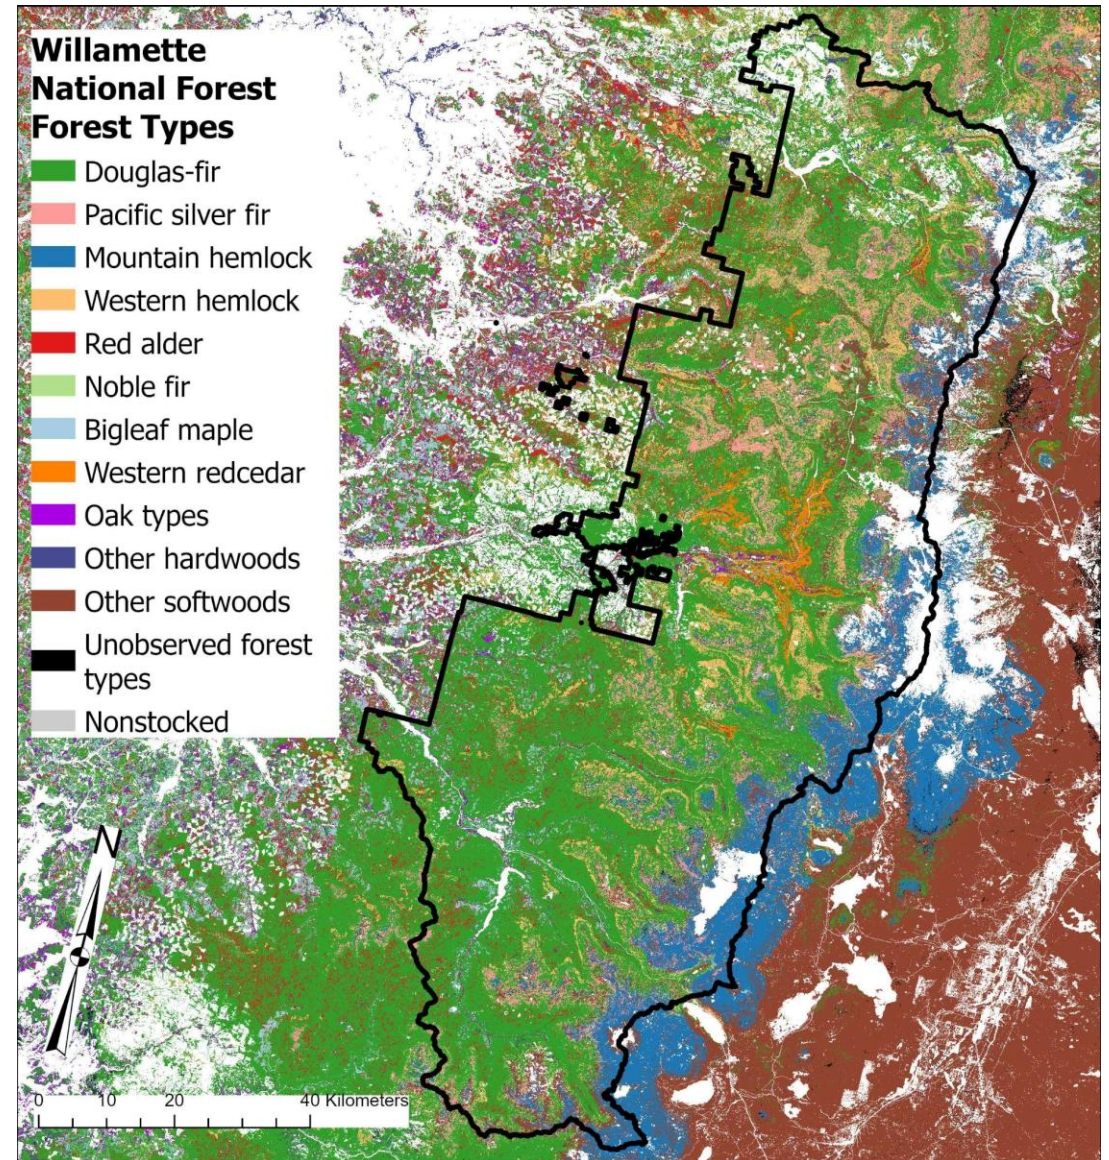 Willamette
National Forest
Forest Types
Douglas-fir
Pacific silver fir
Mountain hemlock
Western hemlock
Red alder
Noble fir
Bigleaf maple
Western redcedar
Oak types
Other hardwoods
Other softwoods
Unobserved forest
types
Nonstocked
N
0 10 20 40 Kilometers